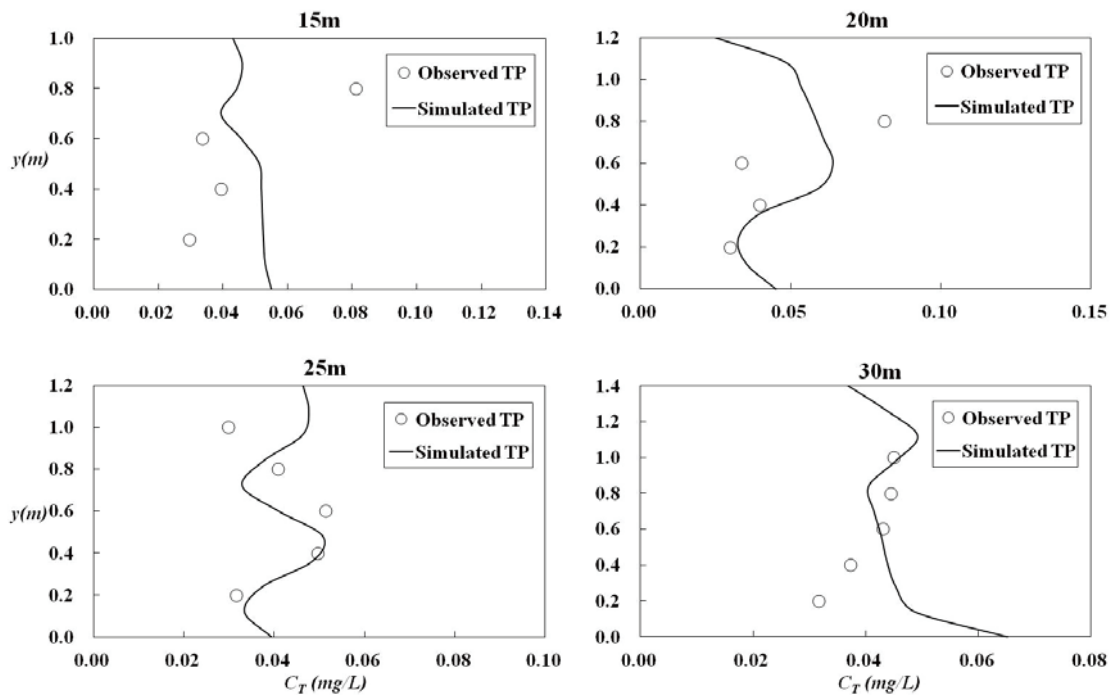 15m
1.0
0.8
0.6
0.4
0.2
0.0
y(m)
0.00 0.02 0.04 0.06 0.08 0.10 0.12 0.14
Observed TP
Simulated TP
20m
1.2
1.0
0.8
0.6
0.4
0.2
0.0
0.00 0.05 0.10 0.15
Observed TP
Simulated TP
25m
1.2
1.0
0.8
0.6
0.4
0.2
0.0
y(m)
0.00 0.02 0.04 0.06 0.08 0.10
C_T (mg/L)
Observed TP
Simulated TP
30m
1.4
1.2
1.0
0.8
0.6
0.4
0.2
0.0
0.00 0.02 0.04 0.06 0.08
C_T (mg/L)
Observed TP
Simulated TP